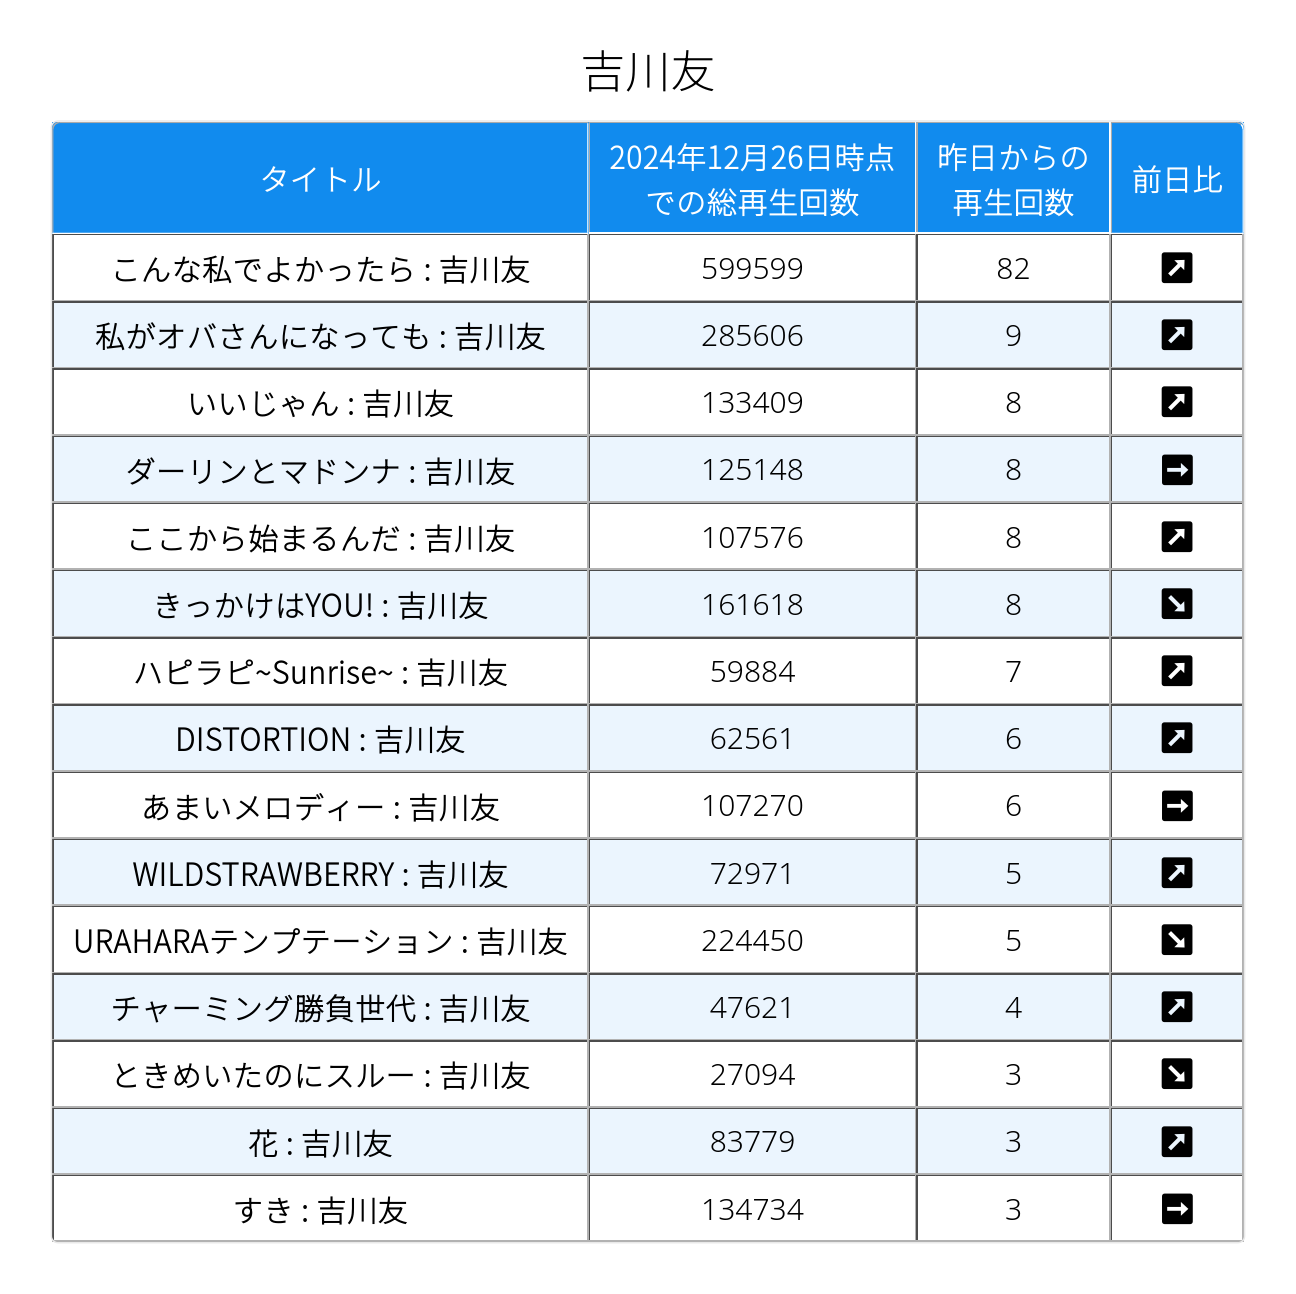 吉川友
タイトル
2024年12月26日時点
での総再生回数
昨日からの
再生回数
前日比
こんな私でよかったら : 吉川友 599599 82 ↗
私がオバさんになっても : 吉川友 285606 9 ↗
いいじゃん : 吉川友 133409 8 ↗
ダーリンとマドンナ : 吉川友 125148 8 →
ここから始まるんだ : 吉川友 107576 8 ↗
きっかけはYOU! : 吉川友 161618 8 ↘
ハピラピ~Sunrise~ : 吉川友 59884 7 ↗
DISTORTION : 吉川友 62561 6 ↗
あまいメロディー : 吉川友 107270 6 →
WILDSTRAWBERRY : 吉川友 72971 5 ↗
URAHARAテンプテーション : 吉川友 224450 5 ↘
チャーミング勝負世代 : 吉川友 47621 4 ↗
ときめいたのにスルー : 吉川友 27094 3 ↘
花 : 吉川友 83779 3 ↗
すき : 吉川友 134734 3 →